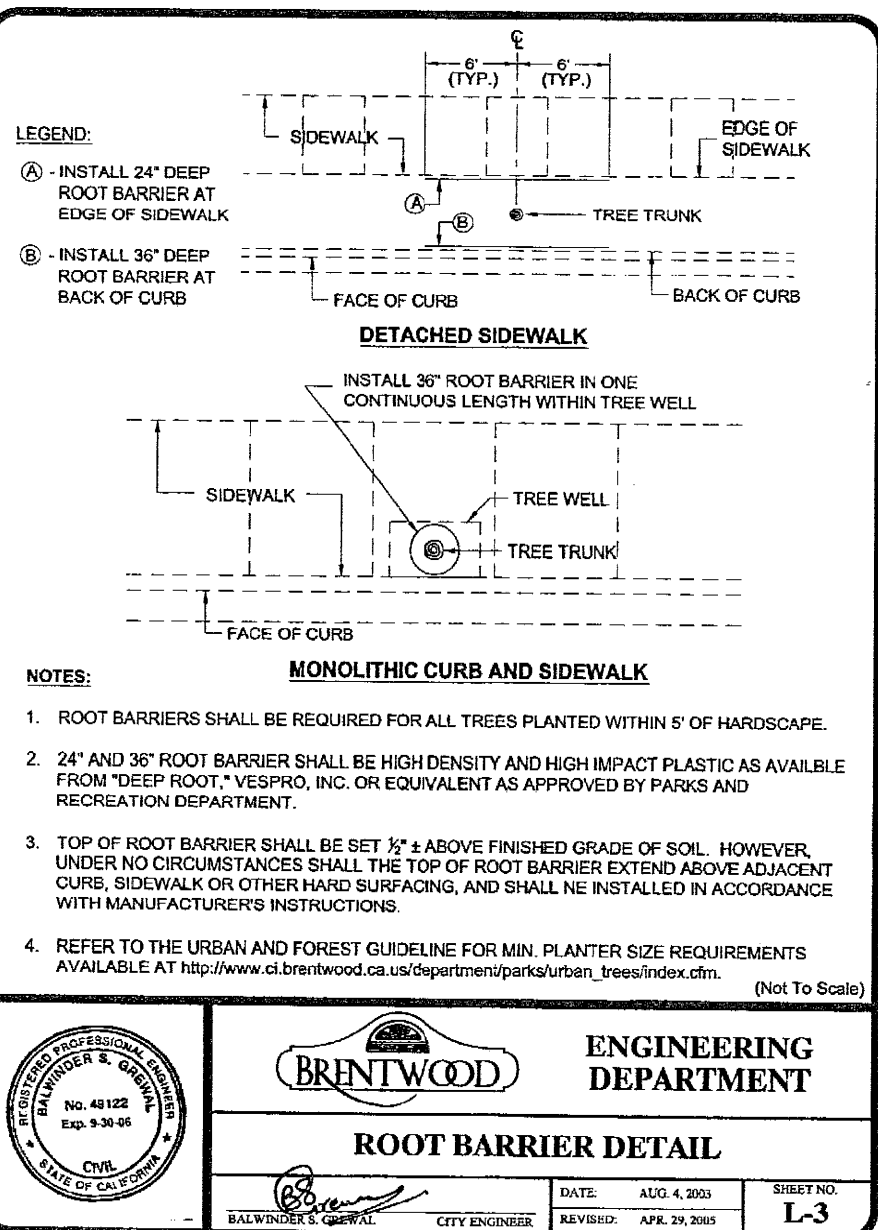 ℄
6' 6'
(TYP.) (TYP.)
LEGEND:
SIDEWALK
EDGE OF
SIDEWALK
Ⓐ - INSTALL 24" DEEP
ROOT BARRIER AT
EDGE OF SIDEWALK
Ⓐ
Ⓑ
TREE TRUNK
Ⓑ - INSTALL 36" DEEP
ROOT BARRIER AT
BACK OF CURB
FACE OF CURB
BACK OF CURB
DETACHED SIDEWALK
INSTALL 36" ROOT BARRIER IN ONE
CONTINUOUS LENGTH WITHIN TREE WELL
SIDEWALK
TREE WELL
TREE TRUNK
FACE OF CURB
MONOLITHIC CURB AND SIDEWALK
NOTES:
1. ROOT BARRIERS SHALL BE REQUIRED FOR ALL TREES PLANTED WITHIN 5' OF HARDSCAPE.
2. 24" AND 36" ROOT BARRIER SHALL BE HIGH DENSITY AND HIGH IMPACT PLASTIC AS AVAILBLE
FROM "DEEP ROOT," VESPRO, INC. OR EQUIVALENT AS APPROVED BY PARKS AND
RECREATION DEPARTMENT.
3. TOP OF ROOT BARRIER SHALL BE SET ½" ± ABOVE FINISHED GRADE OF SOIL. HOWEVER,
UNDER NO CIRCUMSTANCES SHALL THE TOP OF ROOT BARRIER EXTEND ABOVE ADJACENT
CURB, SIDEWALK OR OTHER HARD SURFACING, AND SHALL NE INSTALLED IN ACCORDANCE
WITH MANUFACTURER'S INSTRUCTIONS.
4. REFER TO THE URBAN AND FOREST GUIDELINE FOR MIN. PLANTER SIZE REQUIREMENTS
AVAILABLE AT http://www.ci.brentwood.ca.us/department/parks/urban_trees/index.cfm.
(Not To Scale)
REGISTERED PROFESSIONAL ENGINEER
BALWINDER S. GREWAL
No. 48122
Exp. 9-30-06
CIVIL
STATE OF CALIFORNIA
BRENTWOOD
ENGINEERING
DEPARTMENT
ROOT BARRIER DETAIL
BALWINDER S. GREWAL CITY ENGINEER
DATE: AUG. 4, 2003
REVISED: APR. 29, 2005
SHEET NO.
L-3